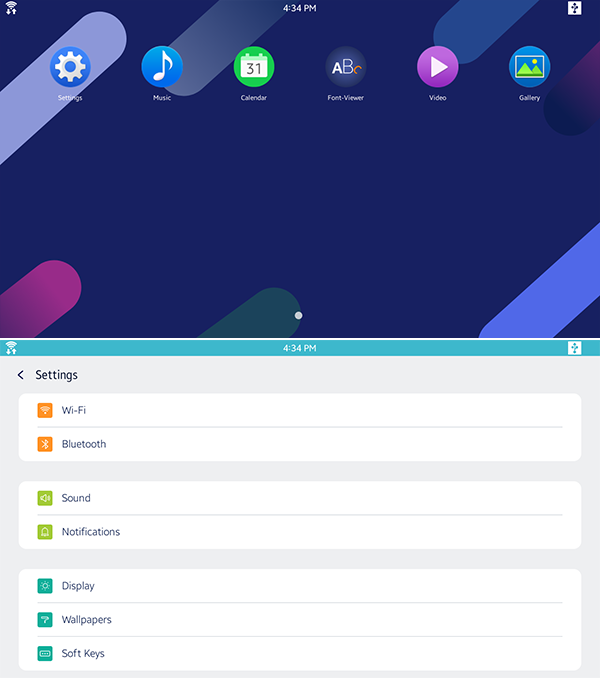 4:34 PM
31
ABc
Settings Music Calendar Font-Viewer Video Gallery
4:34 PM
Settings
Wi-Fi
Bluetooth
Sound
Notifications
Display
Wallpapers
Soft Keys